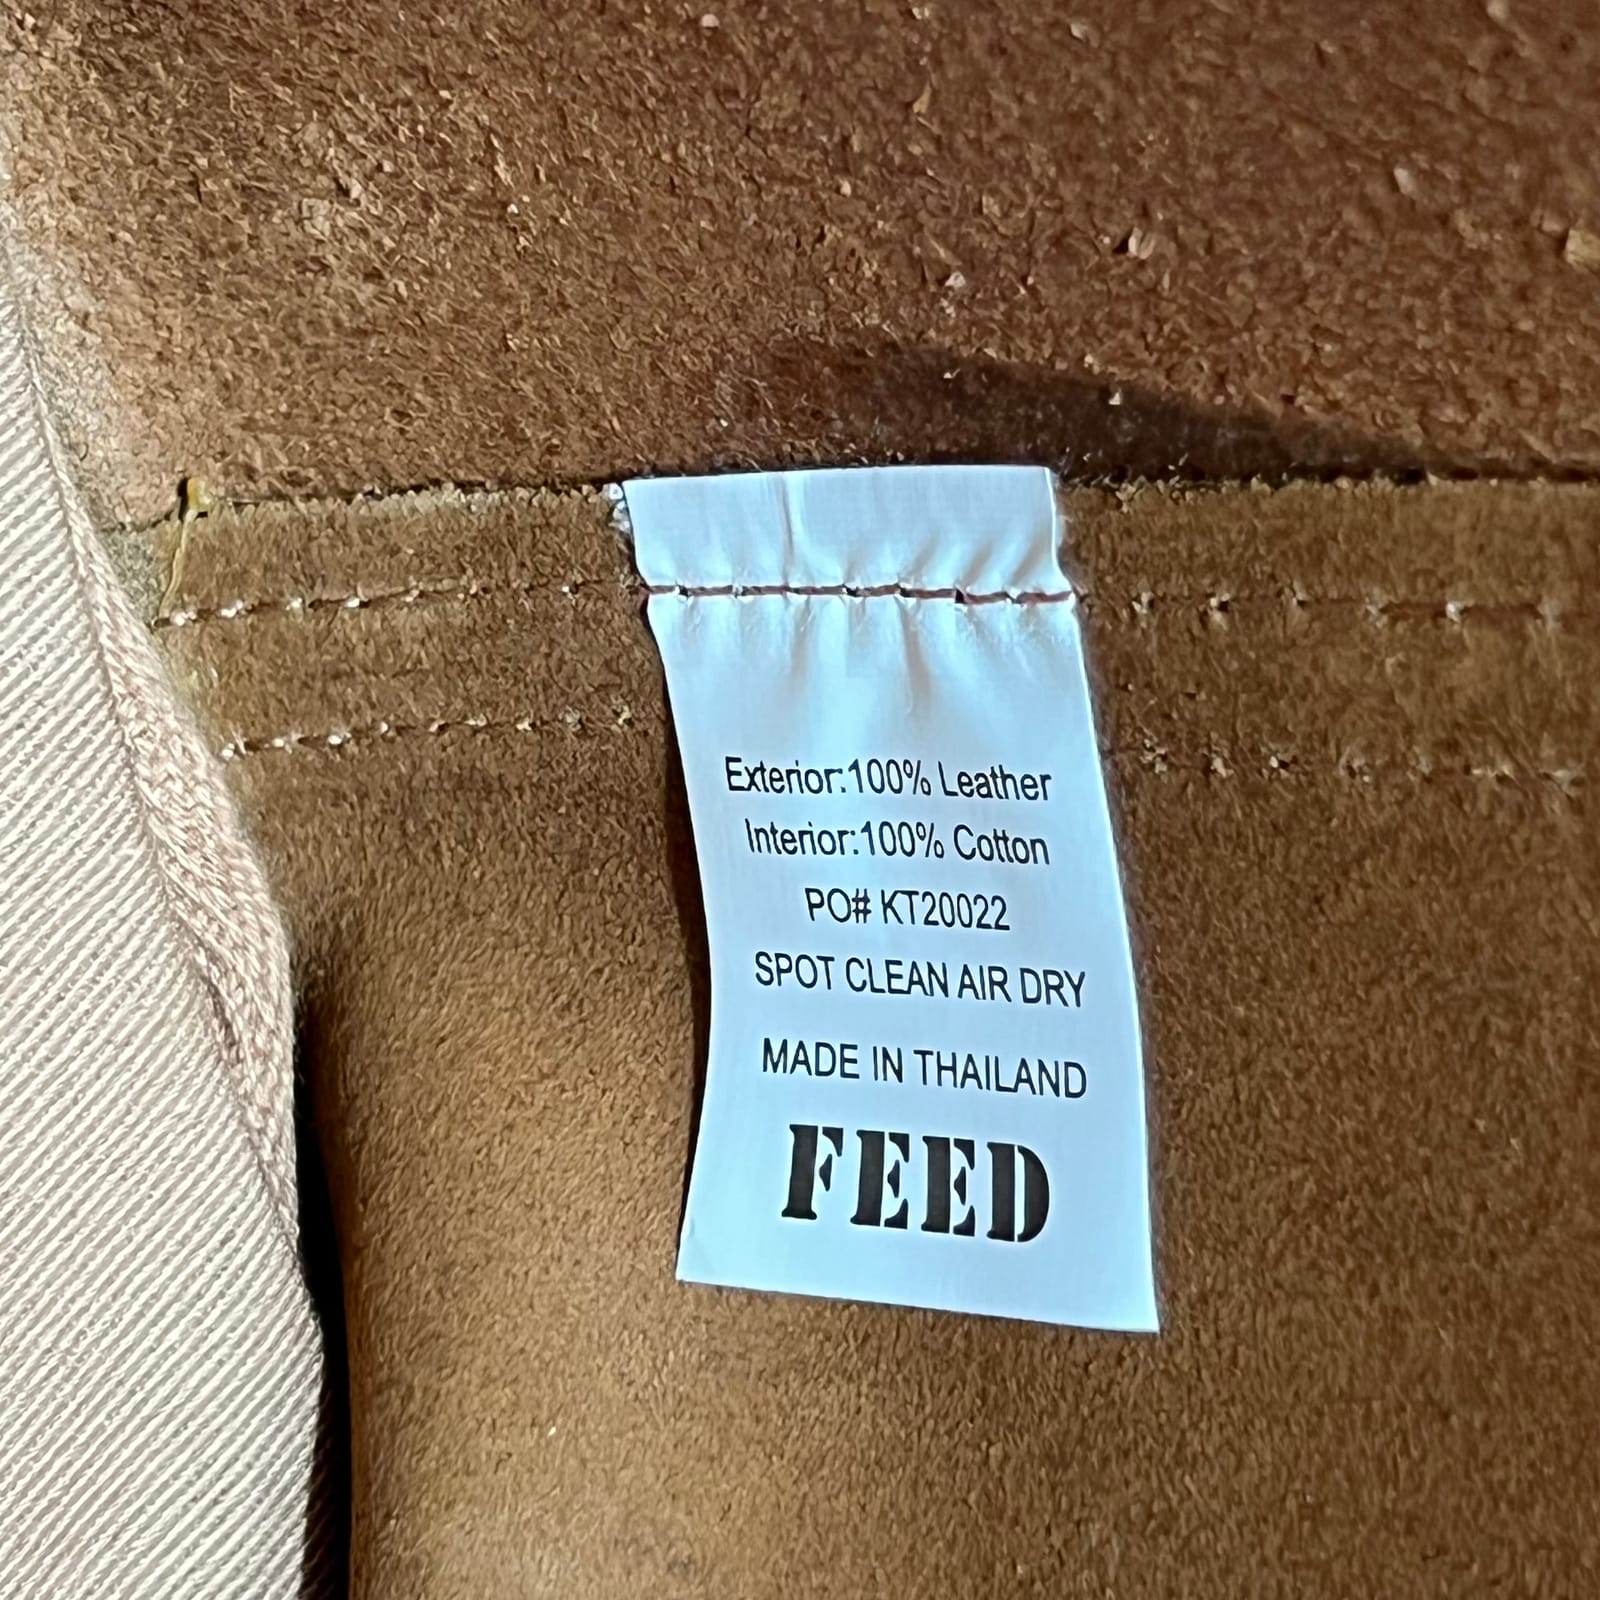 Exterior:100% Leather
Interior:100% Cotton
PO# KT20022
SPOT CLEAN AIR DRY
MADE IN THAILAND
FEED